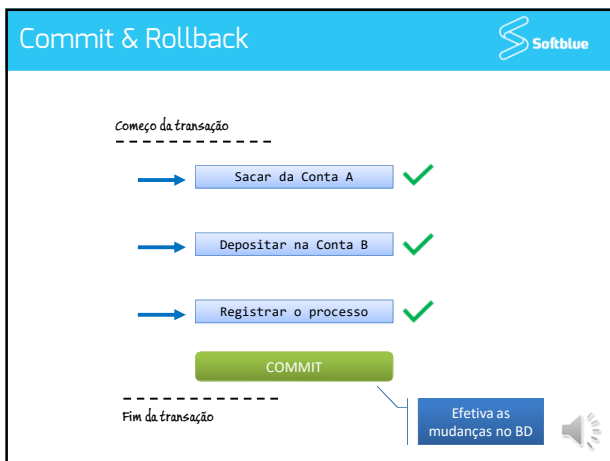 Commit & Rollback
Softblue
Começo da transação
Sacar da Conta A
Depositar na Conta B
Registrar o processo
COMMIT
Fim da transação
Efetiva as
mudanças no BD